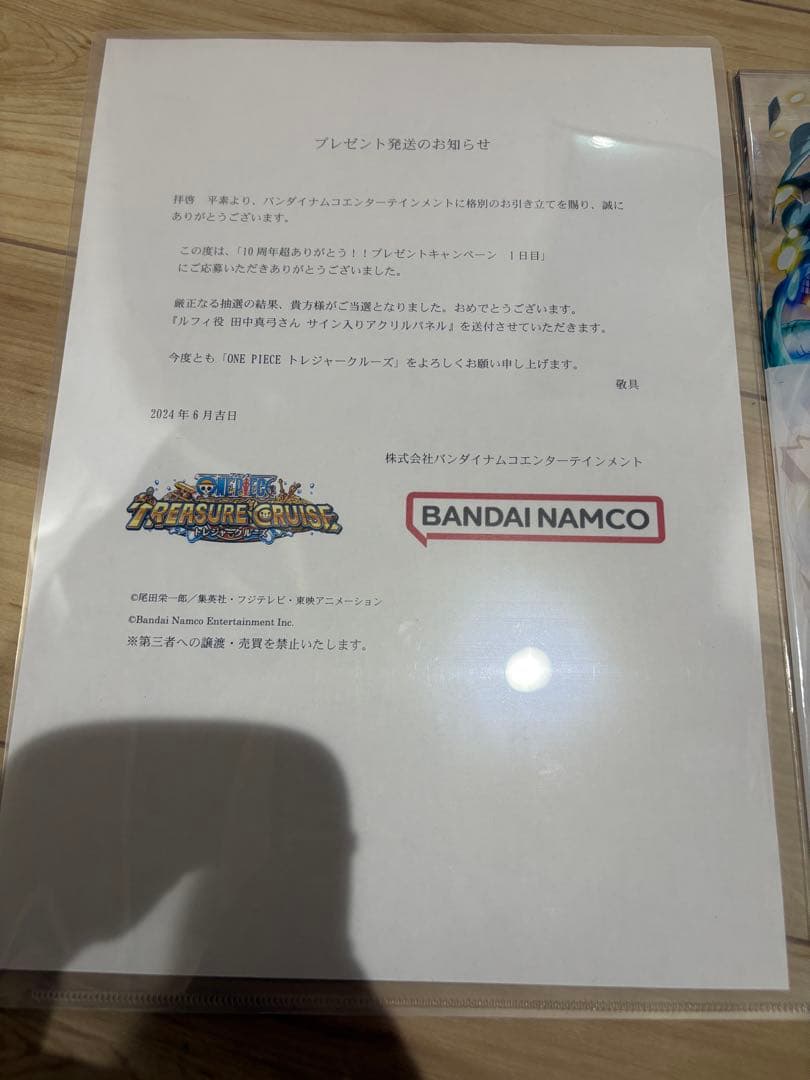 プレゼント発送のお知らせ
拝啓　平素より、バンダイナムコエンターテインメントに格別のお引き立てを賜り、誠に
ありがとうございます。
この度は、「10周年超ありがとう！！プレゼントキャンペーン　1日目」
にご応募いただきありがとうございました。
厳正なる抽選の結果、貴方様がご当選となりました。おめでとうございます。
『ルフィ役 田中真弓さん サイン入りアクリルパネル』を送付させていただきます。
今度とも「ONE PIECE トレジャークルーズ」をよろしくお願い申し上げます。
敬具
2024年6月吉日
株式会社バンダイナムコエンターテインメント
ONE PIECE
TREASURE CRUISE
トレジャークルーズ
BANDAI NAMCO
©尾田栄一郎／集英社・フジテレビ・東映アニメーション
©Bandai Namco Entertainment Inc.
※第三者への譲渡・売買を禁止いたします。